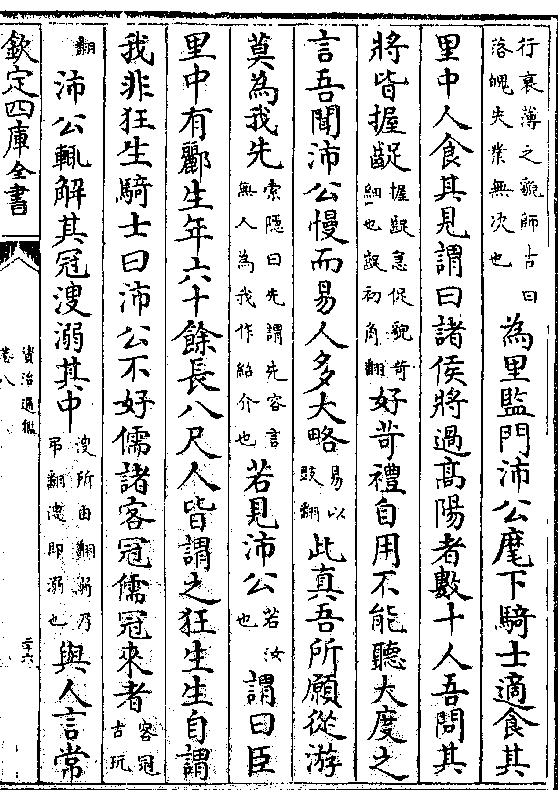 行衰薄之貌師古曰落魄失業無次也為里監門沛公麾下騎士適食其
里中人食其見謂曰諸侯將過高陽者數十人吾問其
將皆握齪握齪急促貌苛細也齪初角翻好苛禮自用不能聽大度之
言吾聞沛公慢而易人多大略易以豉翻此真吾所願從游
莫為我先索隱曰先謂先容言無人為我作紹介也若見沛公若汝也謂曰臣
里中有酈生年六十餘長八尺人皆謂之狂生生自謂
我非狂生騎士曰沛公不好儒諸客冠儒冠來者客冠古玩
翻沛公輒解其冠溲溺其中溲所由翻溺乃弔翻溲即溺也與人言常
欽定四庫全書
資治通鑑
卷八
二十六